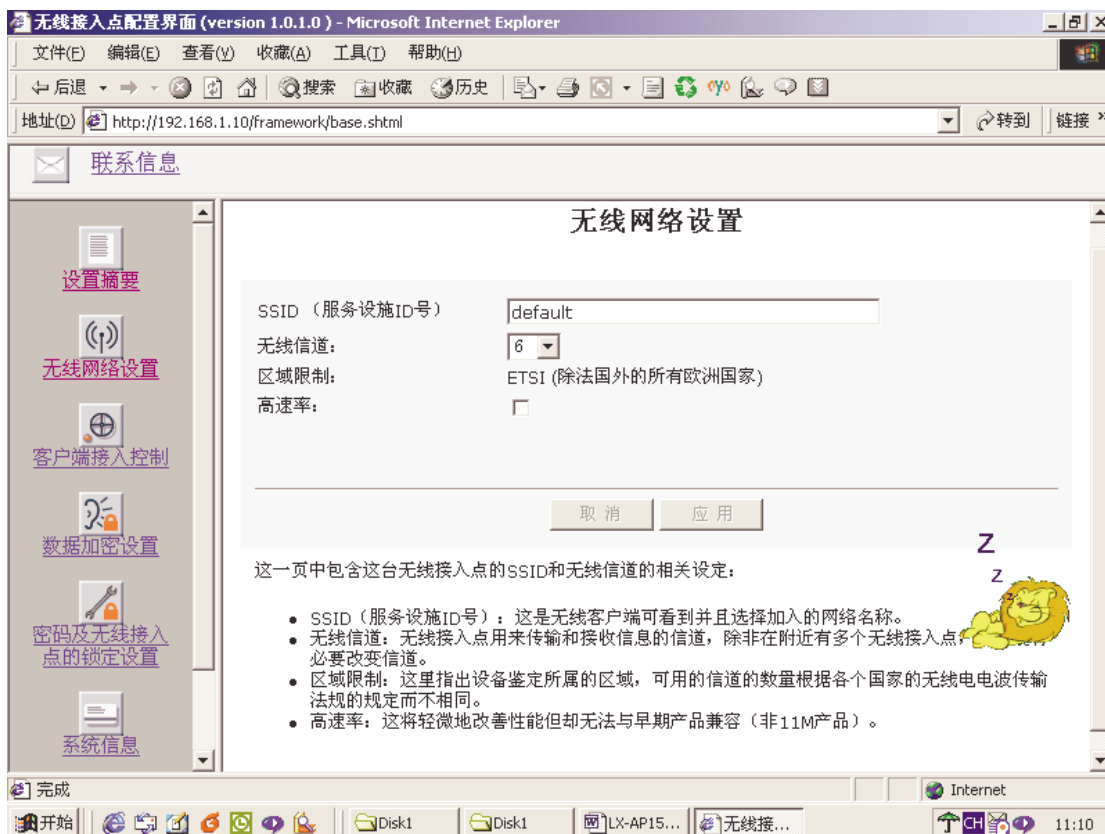 无线接入点配置界面 (version 1.0.1.0 ) - Microsoft Internet Explorer
文件(F) 编辑(E) 查看(V) 收藏(A) 工具(T) 帮助(H)
后退 搜索 收藏 历史
地址(D) http://192.168.1.10/framework/base.shtml 转到 链接 »
联系信息
设置摘要
无线网络设置
客户端接入控制
数据加密设置
密码及无线接入
点的锁定设置
系统信息
无线网络设置
SSID （服务设施ID号） default
无线信道： 6
区域限制： ETSI (除法国外的所有欧洲国家)
高速率：
取 消 应 用
Z
z
z
这一页中包含这台无线接入点的SSID和无线信道的相关设定：
• SSID（服务设施ID号）：这是无线客户端可看到并且选择加入的网络名称。
• 无线信道：无线接入点用来传输和接收信息的信道，除非在附近有多个无线接入点，
必要改变信道。
• 区域限制：这里指出设备鉴定所属的区域，可用的信道的数量根据各个国家的无线电电波传输
法规的规定而不相同。
• 高速率：这将轻微地改善性能但却无法与早期产品兼容（非11M产品）。
完成 Internet
开始 Disk1 Disk1 LX-AP15... 无线接... CH 11:10